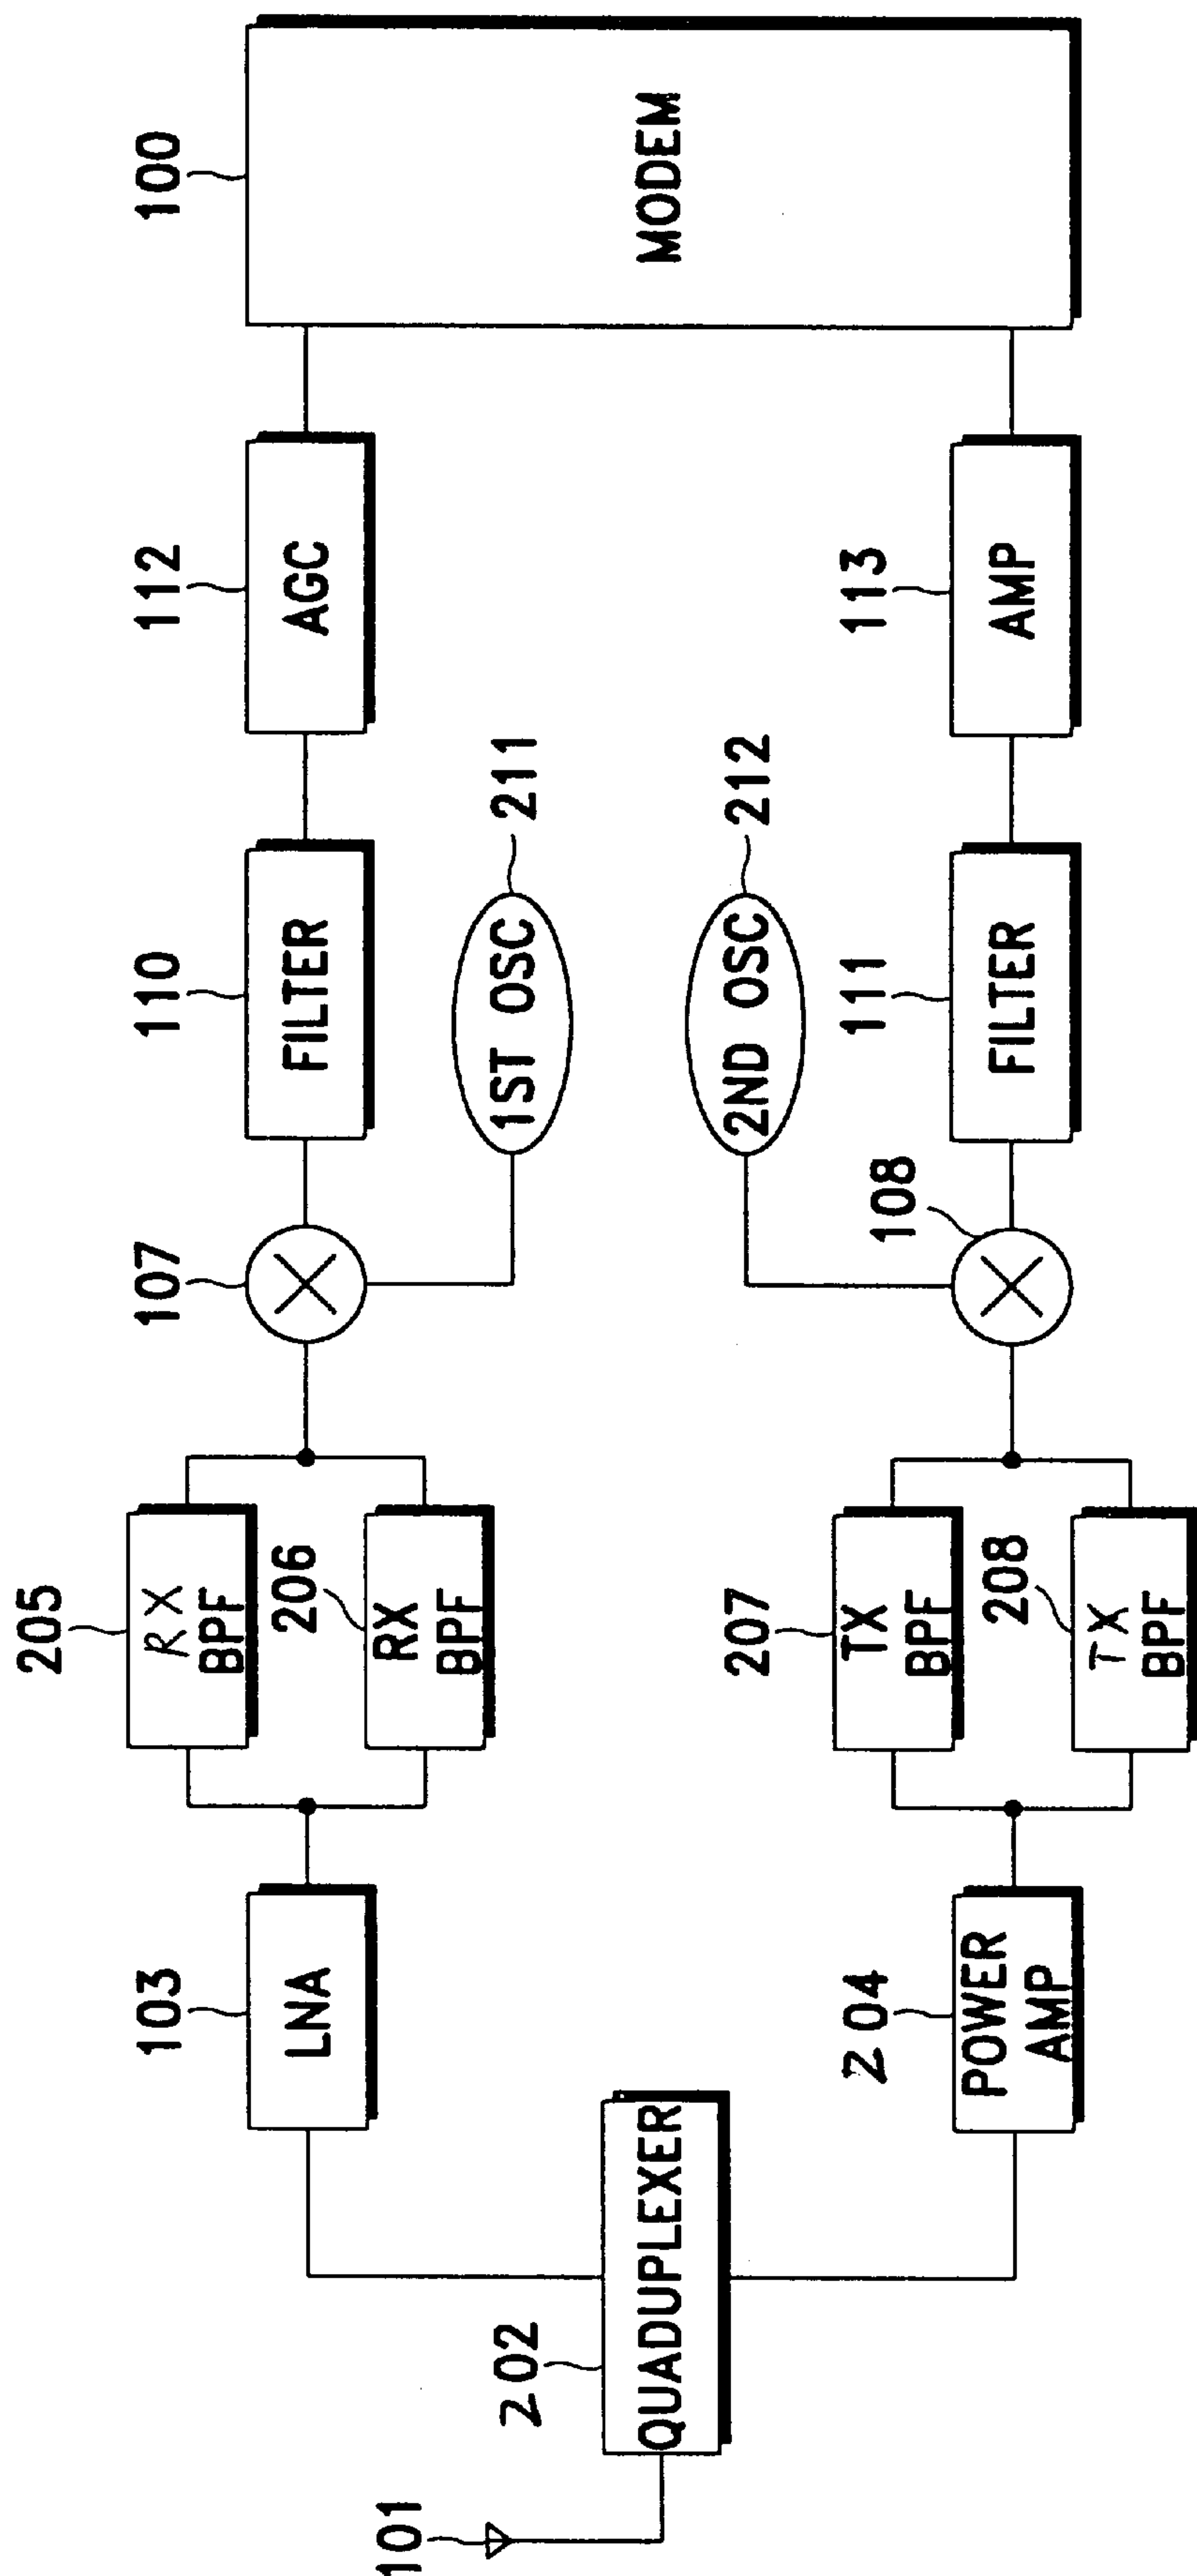 100
MODEM
112
AGC
113
AMP
110
FILTER
211
1ST OSC
212
2ND OSC
111
FILTER
107
108
205
RX
BPF
206
RX
BPF
207
TX
BPF
208
TX
BPF
103
LNA
204
POWER
AMP
202
QUADUPLEXER
101